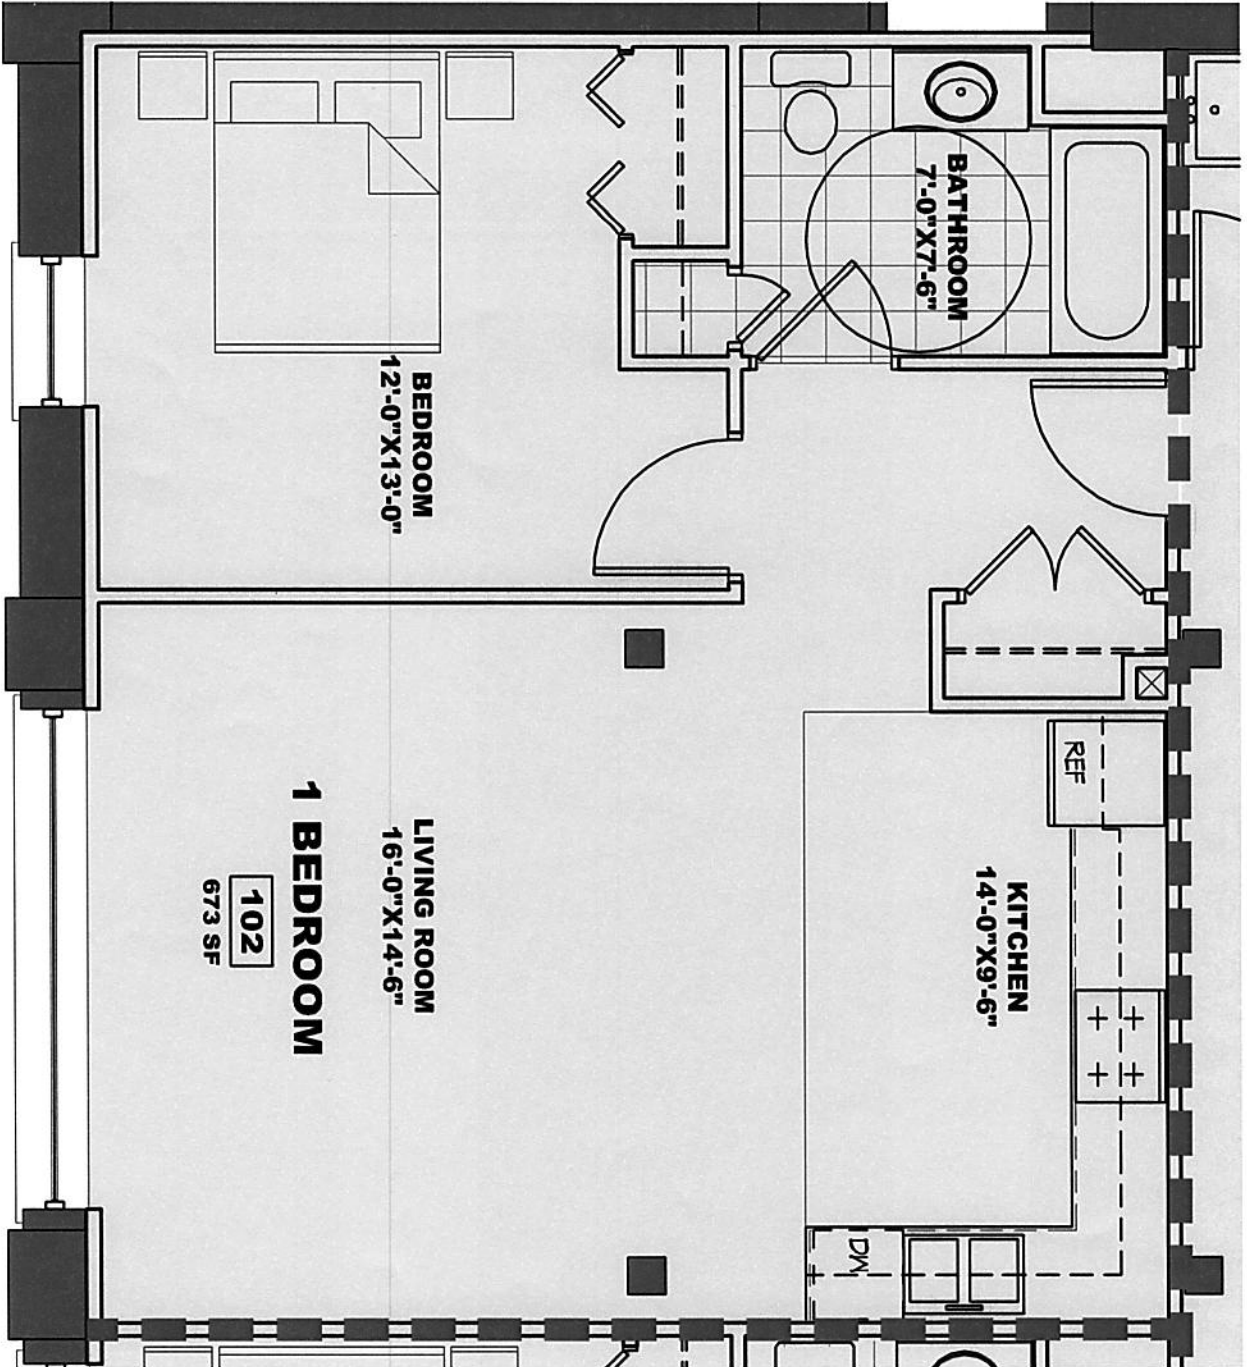 BATHROOM
7'-0"X7'-6"
BEDROOM
12'-0"X13'-0"
REF
KITCHEN
14'-0"X9'-6"
LIVING ROOM
16'-0"X14'-6"
1 BEDROOM
102
673 SF
DW